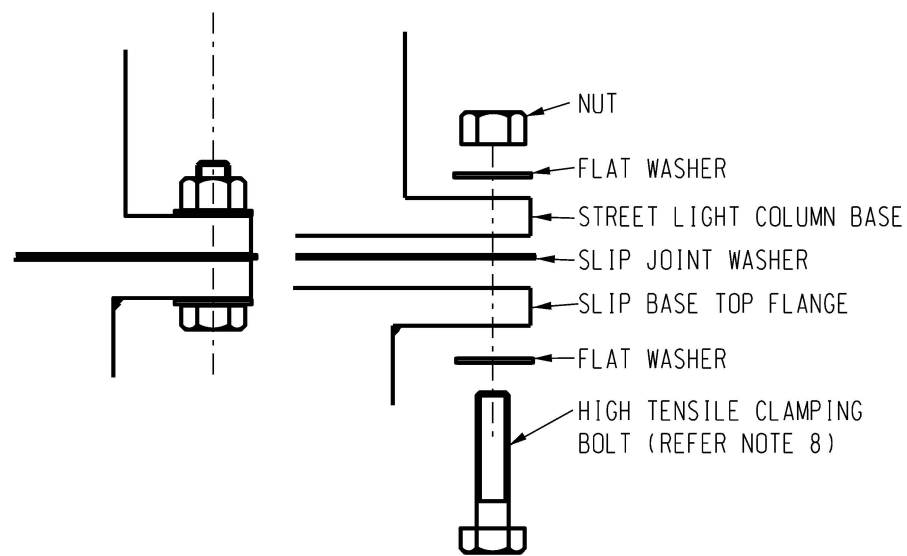 NUT
FLAT WASHER
STREET LIGHT COLUMN BASE
SLIP JOINT WASHER
SLIP BASE TOP FLANGE
FLAT WASHER
HIGH TENSILE CLAMPING
BOLT (REFER NOTE 8)